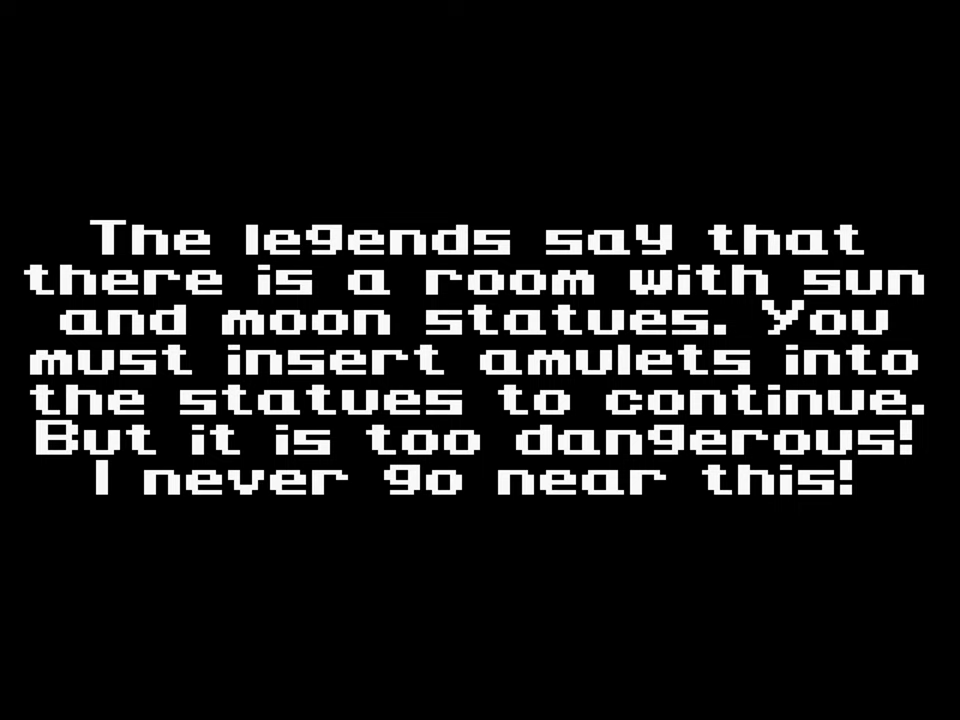 The legends say that
there is a room with sun
and moon statues. You
must insert amulets into
the statues to continue.
But it is too dangerous!
I never go near this!